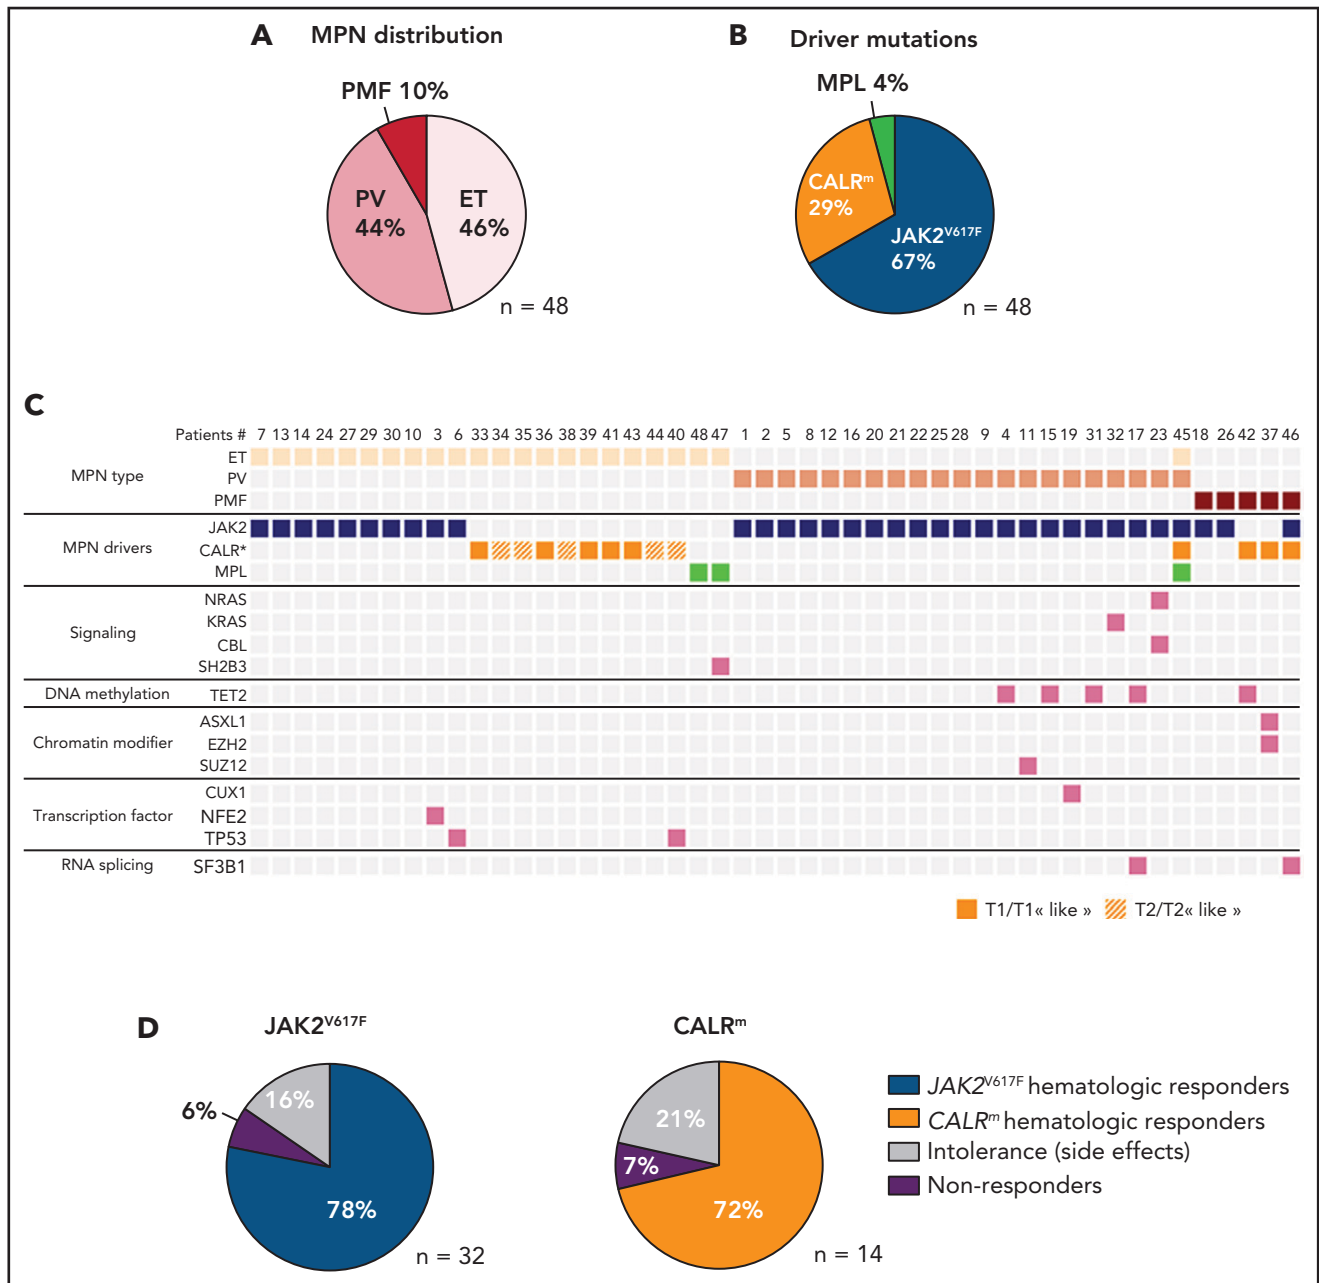 A MPN distribution
PMF 10%
PV
44%
ET
46%
n = 48
B Driver mutations
MPL 4%
CALRᵐ
29%
JAK2ⱽ⁶¹⁷ᶠ
67%
n = 48
C
Patients # 7 13 14 24 27 29 30 10 3 6 33 34 35 36 38 39 41 43 44 40 48 47 1 2 5 8 12 16 20 21 22 25 28 9 4 11 15 19 31 32 17 23 45 18 26 42 37 46
MPN type
ET
PV
PMF
MPN drivers
JAK2
CALR*
MPL
Signaling
NRAS
KRAS
CBL
SH2B3
DNA methylation
TET2
Chromatin modifier
ASXL1
EZH2
SUZ12
Transcription factor
CUX1
NFE2
TP53
RNA splicing
SF3B1
T1/T1« like » T2/T2« like »
D
JAK2ⱽ⁶¹⁷ᶠ
6%
16%
78%
n = 32
CALRᵐ
21%
7%
72%
n = 14
JAK2ⱽ⁶¹⁷ᶠ hematologic responders
CALRᵐ hematologic responders
Intolerance (side effects)
Non-responders